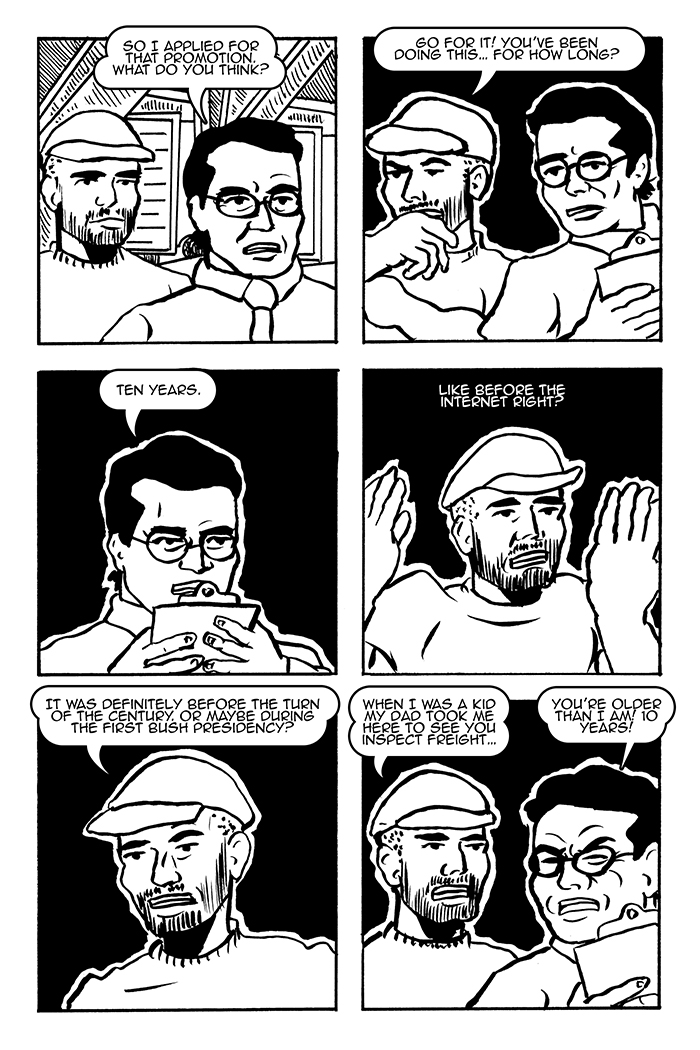 SO I APPLIED FOR
THAT PROMOTION.
WHAT DO YOU THINK?
GO FOR IT! YOU'VE BEEN
DOING THIS... FOR HOW LONG?
TEN YEARS.
LIKE BEFORE THE
INTERNET RIGHT?
IT WAS DEFINITELY BEFORE THE TURN
OF THE CENTURY. OR MAYBE DURING
THE FIRST BUSH PRESIDENCY?
WHEN I WAS A KID
MY DAD TOOK ME
HERE TO SEE YOU
INSPECT FREIGHT...
YOU'RE OLDER
THAN I AM! 10
YEARS!